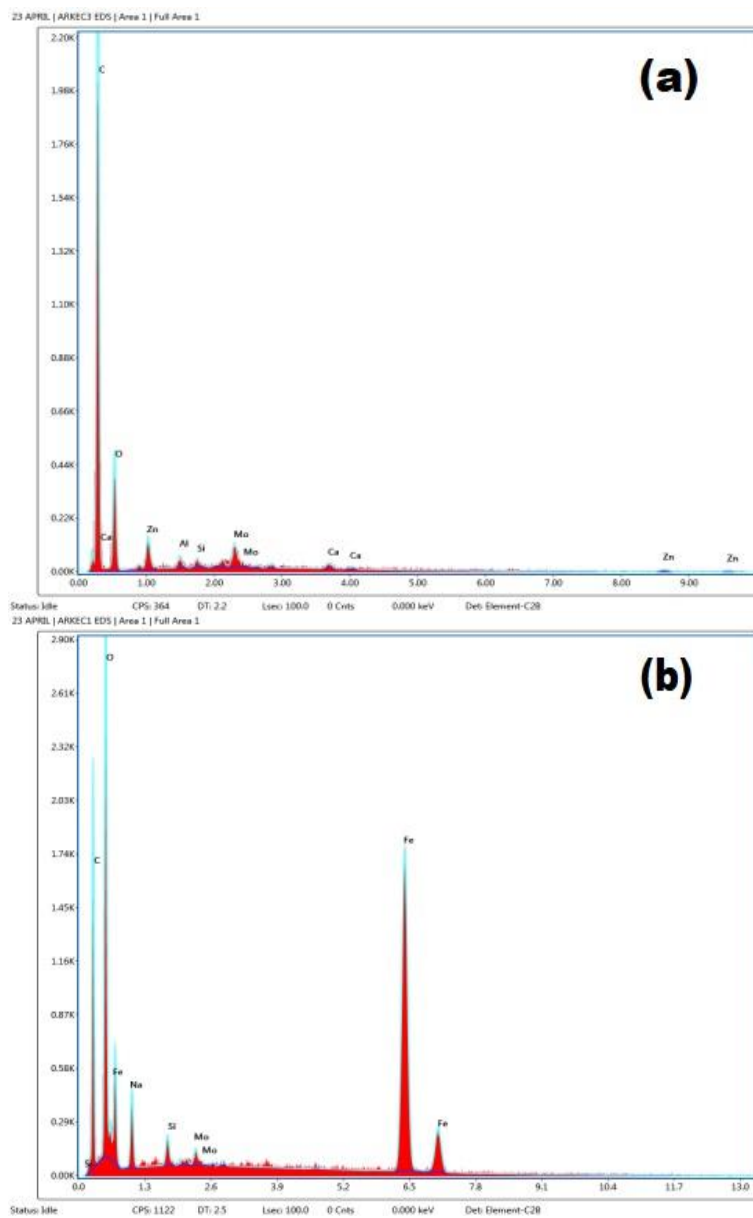 23 APRIL | ARKEC3 EDS | Area 1 | Full Area 1
(a)
2.20K
C
1.98K
1.76K
1.54K
1.32K
1.10K
0.88K
0.66K
O
0.44K
0.22K
Ca Zn Al Si Mo Mo Ca Ca Zn Zn
0.00K
0.00 1.00 2.00 3.00 4.00 5.00 6.00 7.00 8.00 9.00
Status: Idle CPS: 364 DT: 2.2 Lsec: 100.0 0 Cnts 0.000 keV Det: Element-C2B
23 APRIL | ARKEC1 EDS | Area 1 | Full Area 1
(b)
2.90K
O
2.61K
2.32K
2.03K
1.74K
C Fe
1.45K
1.16K
0.87K
0.58K
Fe Na
0.29K
Si Mo Mo Fe
0.00K
0.0 1.3 2.6 3.9 5.2 6.5 7.8 9.1 10.4 11.7 13.0
Status: Idle CPS: 1122 DT: 2.5 Lsec: 100.0 0 Cnts 0.000 keV Det: Element-C2B